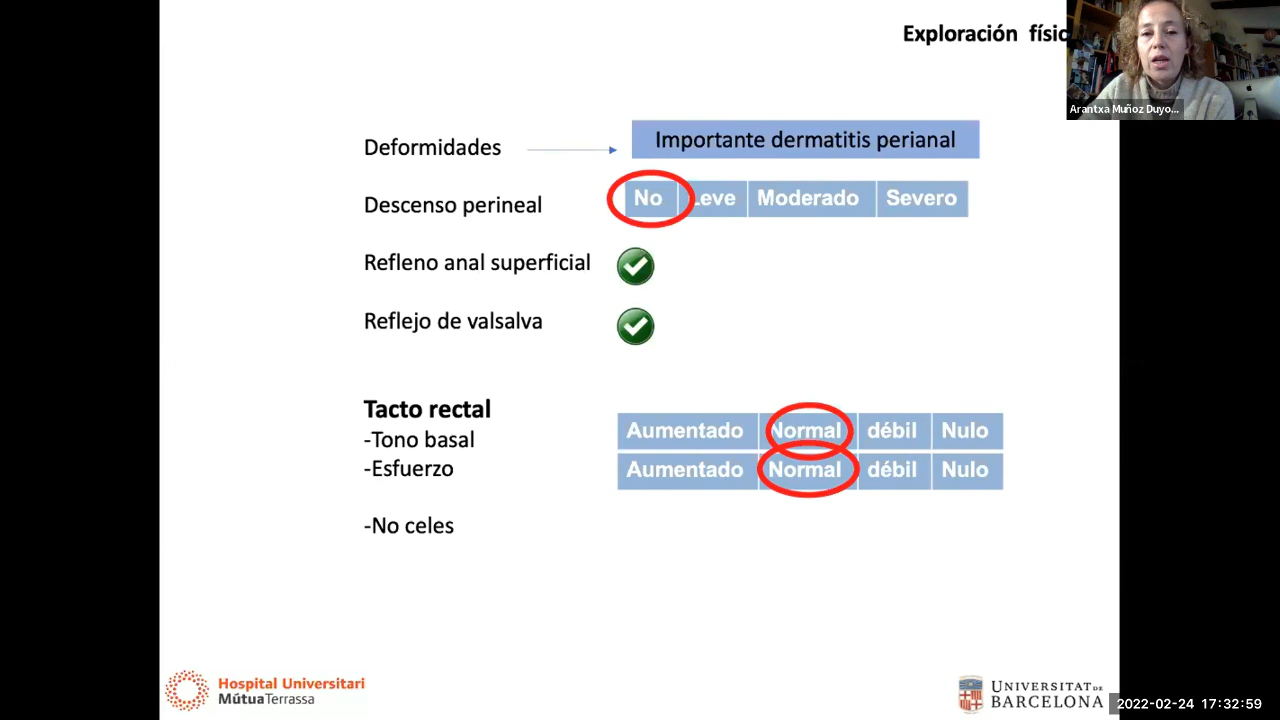 Exploración físic
Arantxa Muñoz Duyo...
Deformidades
Importante dermatitis perianal
Descenso perineal
No Leve Moderado Severo
Refleno anal superficial
Reflejo de valsalva
Tacto rectal
-Tono basal
Aumentado Normal débil Nulo
-Esfuerzo
Aumentado Normal débil Nulo
-No celes
Hospital Universitari
MútuaTerrassa
UNIVERSITAT DE
BARCELONA
2022-02-24 17:32:59